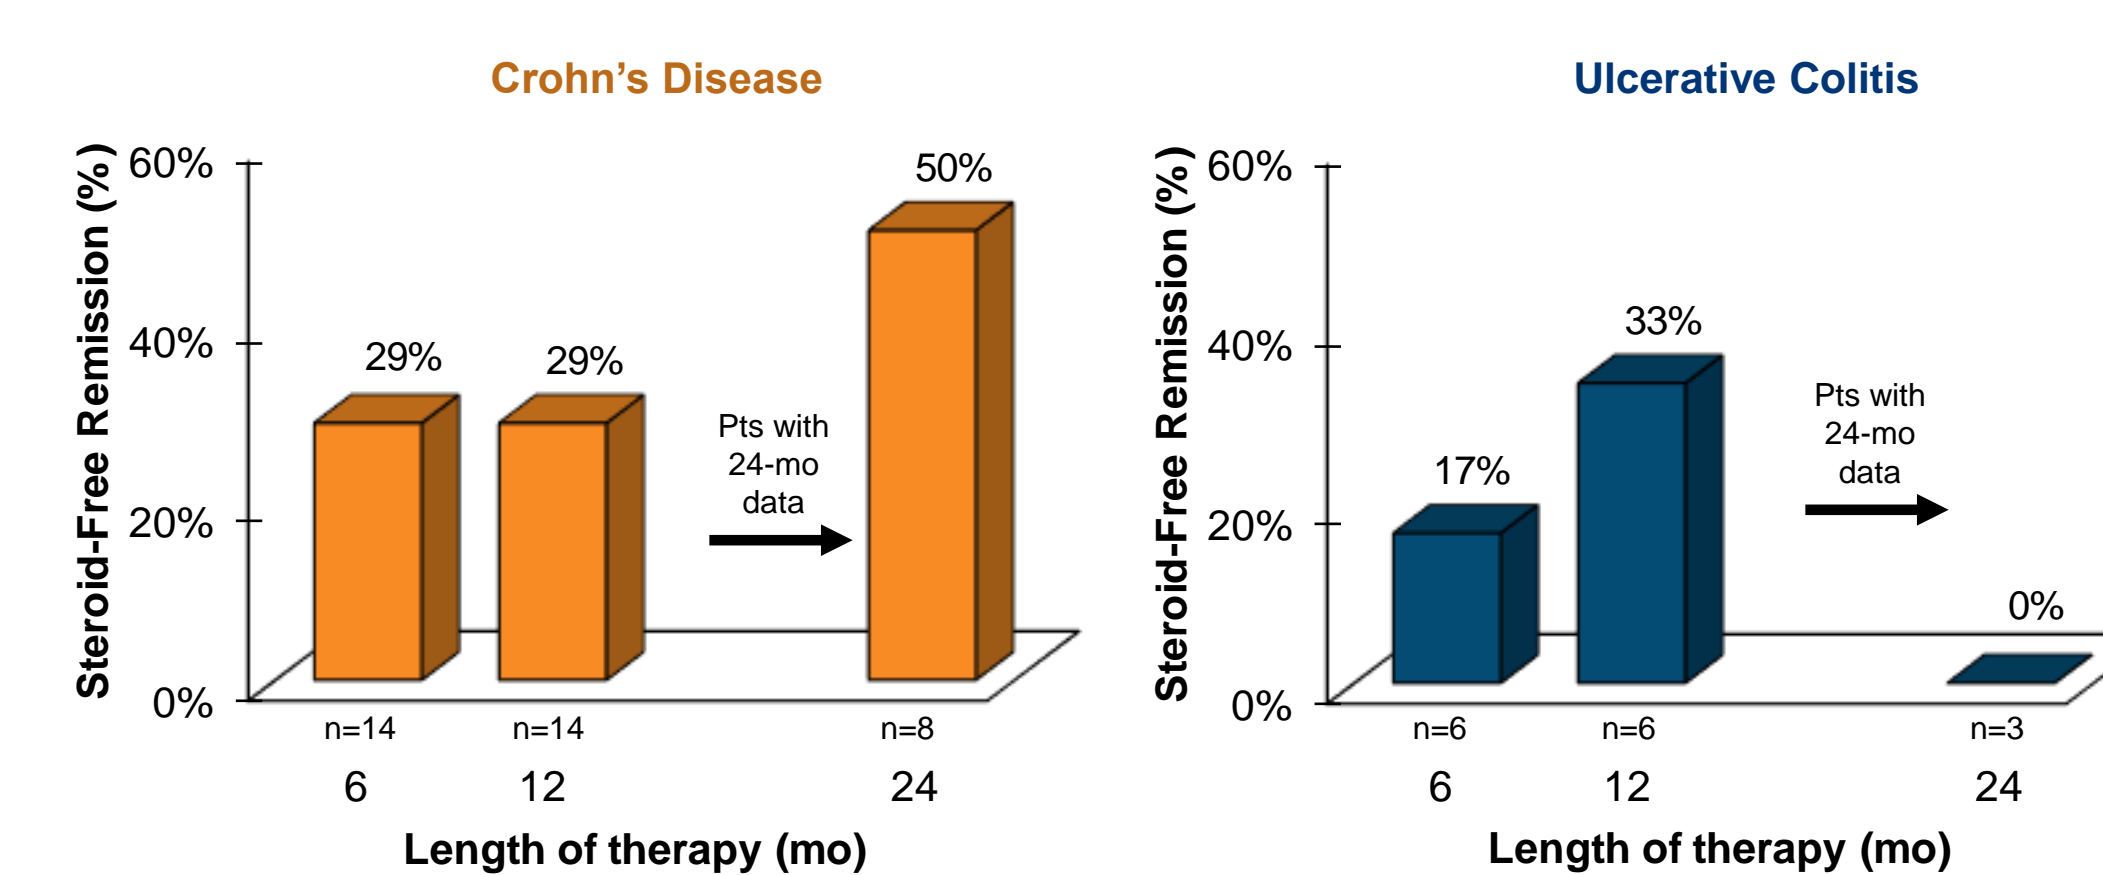 Crohn’s Disease
Steroid-Free Remission (%)
60%
40%
20%
0%
29%
29%
50%
Pts with
24-mo
data
n=14
n=14
n=8
6
12
24
Length of therapy (mo)
Ulcerative Colitis
Steroid-Free Remission (%)
60%
40%
20%
0%
17%
33%
0%
Pts with
24-mo
data
n=6
n=6
n=3
6
12
24
Length of therapy (mo)